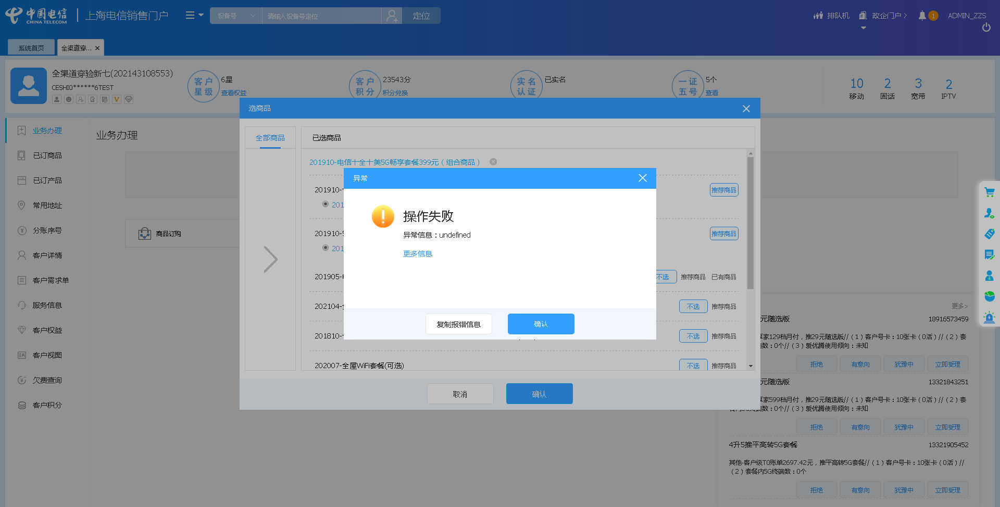 中国电信
CHINA TELECOM
上海电信销售门户
设备号
请输入设备号定位
定位
排队机
政企门户
1
ADMIN_ZZS
系统首页
全渠道穿...
全渠道穿验新七(202143108553)
CESHI0******6TEST
客户星级
6星
查看权益
客户积分
23543分
积分兑换
实名认证
已实名
一证五号
5个
查看
10
移动
2
固话
3
宽带
2
IPTV
业务办理
已订商品
已订产品
常用地址
分账序号
客户详情
客户需求单
服务信息
客户权益
客户视图
欠费查询
客户积分
业务办理
商品订购
选商品
全部商品
已选商品
201910-电信十全十美5G畅享套餐399元（组合商品）
201910-
推荐商品
201
201910-5
推荐商品
201
201905-
不选
推荐商品
已有商品
202104-
不选
推荐商品
201810-
不选
推荐商品
202007-全屋WiFi套餐(可选)
不选
推荐商品
取消
确认
异常
操作失败
异常信息：undefined
更多信息
复制报错信息
确认
更多>
元随选版
18916573459
享家129档月付，推29元随选版//（1）客户号卡：10张卡（0活）//（2）套
端数：0个//（3）爱优腾使用倾向：未知
拒绝
有意向
犹豫中
立即受理
元随选版
13321843251
享家599档月付，推29元随选版//（1）客户号卡：10张卡（0活）//（2）套
端数：0个//（3）爱优腾使用倾向：未知
拒绝
有意向
犹豫中
立即受理
4升5推平高转5G套餐
13321905452
其他-客户级T0账单2697.42元，推平高转5G套餐//（1）客户号卡：10张卡（0活）//
（2）套餐内5G终端数：0个
拒绝
有意向
犹豫中
立即受理